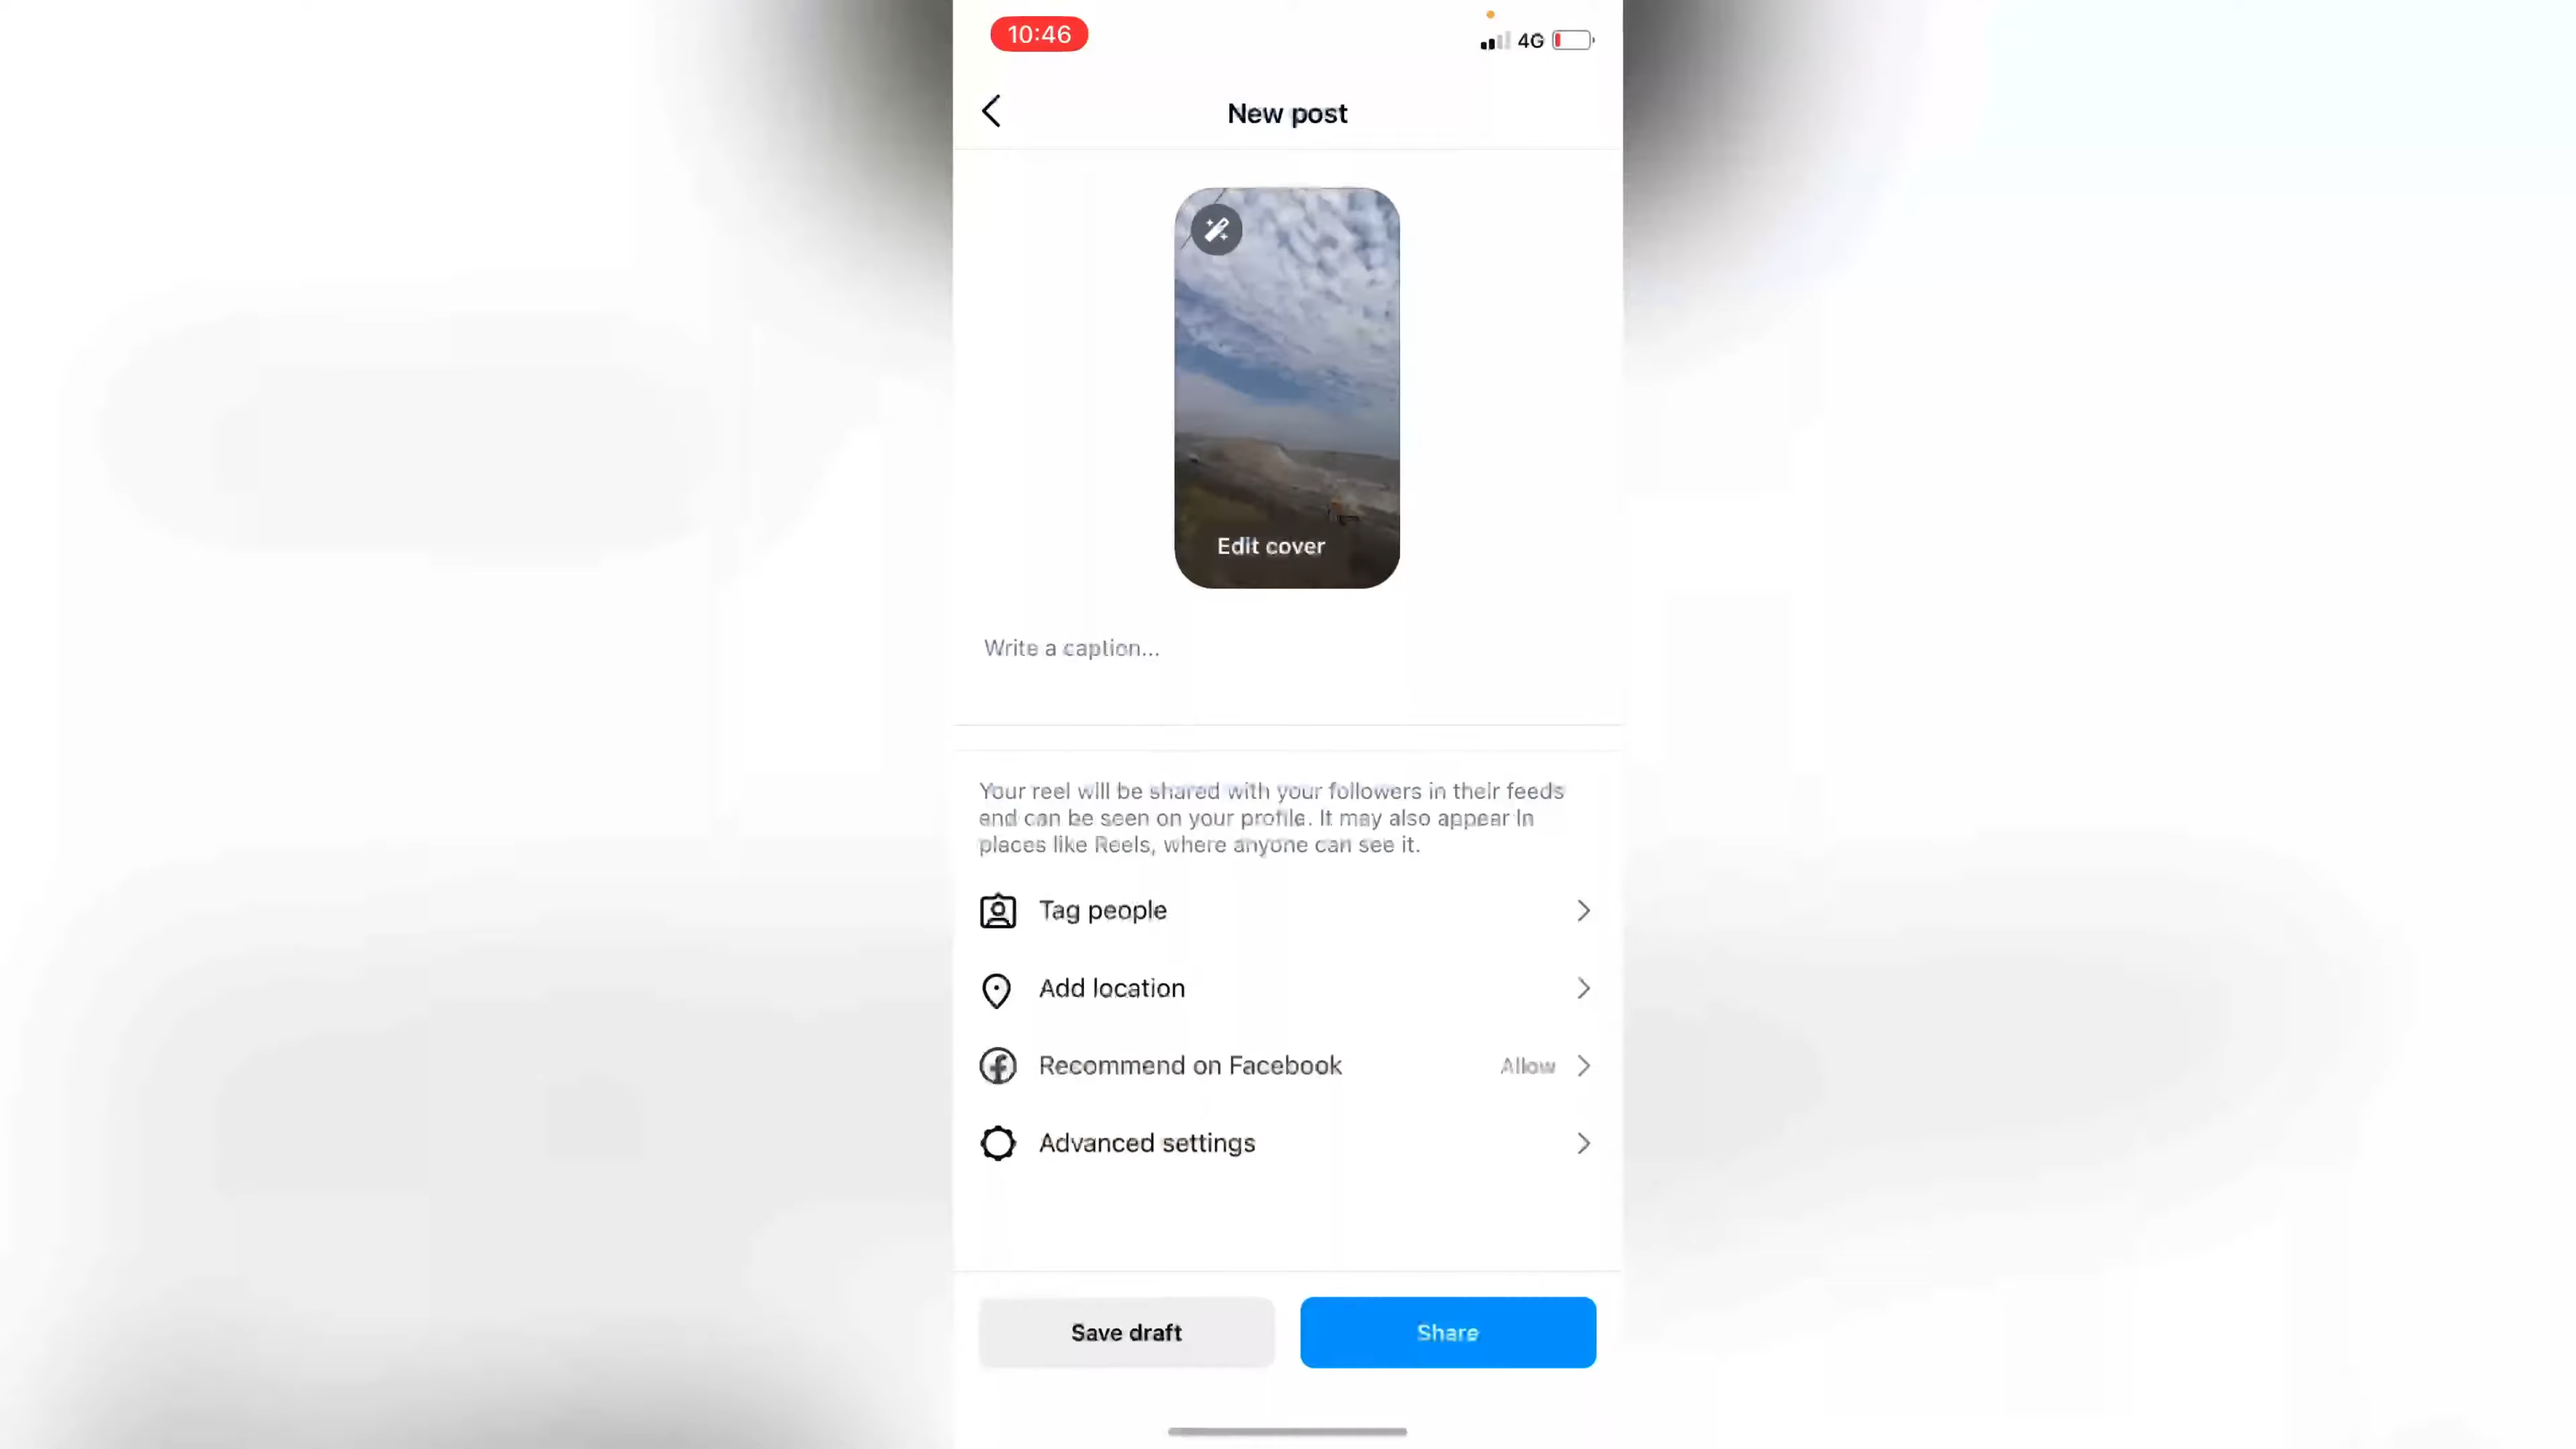 10:46
4G
New post
Edit cover
Write a caption...
Your reel will be shared with your followers in their feeds
end can be seen on your profile. It may also appear In
places like Reels, where anyone can see it.
Tag people
Add location
Recommend on Facebook
Allow
Advanced settings
Save draft
Share